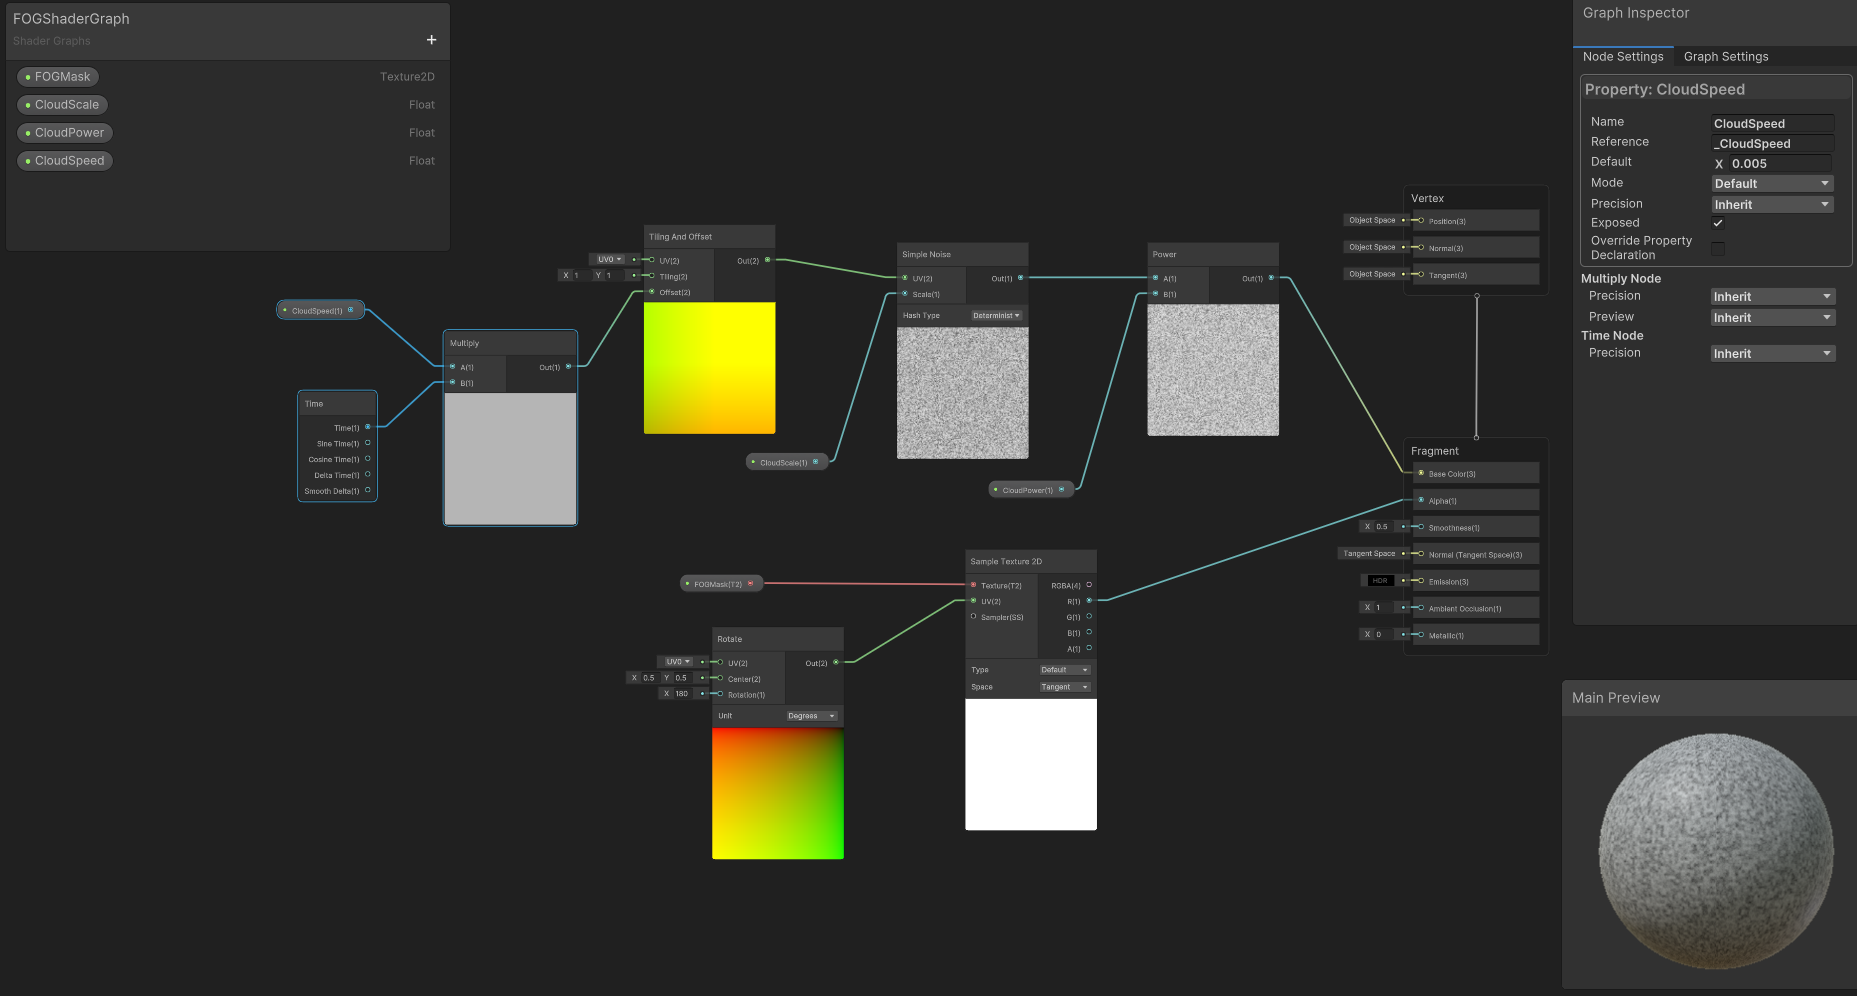 FOGShaderGraph
Shader Graphs
+
FOGMask Texture2D
CloudScale Float
CloudPower Float
CloudSpeed Float
Graph Inspector
Node Settings Graph Settings
Property: CloudSpeed
Name CloudSpeed
Reference _CloudSpeed
Default X 0.005
Mode Default
Precision Inherit
Exposed
Override Property
Declaration
Multiply Node
Precision Inherit
Preview Inherit
Time Node
Precision Inherit
CloudSpeed(1)
Time
Time(1)
Sine Time(1)
Cosine Time(1)
Delta Time(1)
Smooth Delta(1)
Multiply
A(1) Out(1)
B(1)
Tiling And Offset
UV0 UV(2) Out(2)
X 1 Y 1 Tiling(2)
Offset(2)
CloudScale(1)
Simple Noise
UV(2) Out(1)
Scale(1)
Hash Type Determinist
CloudPower(1)
Power
A(1) Out(1)
B(1)
FOGMask(T2)
Rotate
UV0 UV(2) Out(2)
X 0.5 Y 0.5 Center(2)
X 180 Rotation(1)
Unit Degrees
Sample Texture 2D
Texture(T2) RGBA(4)
UV(2) R(1)
Sampler(SS) G(1)
B(1)
A(1)
Type Default
Space Tangent
Vertex
Object Space Position(3)
Object Space Normal(3)
Object Space Tangent(3)
Fragment
Base Color(3)
Alpha(1)
X 0.5 Smoothness(1)
Tangent Space Normal (Tangent Space)(3)
HDR Emission(3)
X 1 Ambient Occlusion(1)
X 0 Metallic(1)
Main Preview